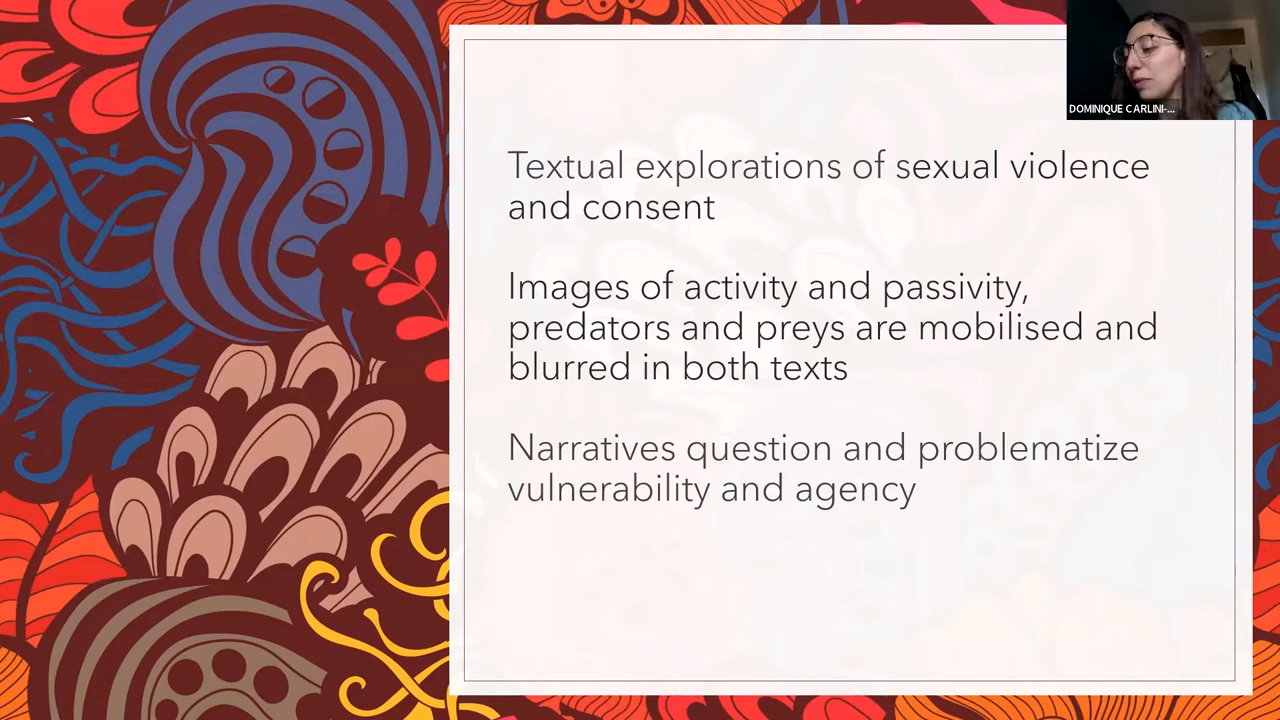 DOMINIQUE CARLINI-...
Textual explorations of sexual violence
and consent
Images of activity and passivity,
predators and preys are mobilised and
blurred in both texts
Narratives question and problematize
vulnerability and agency